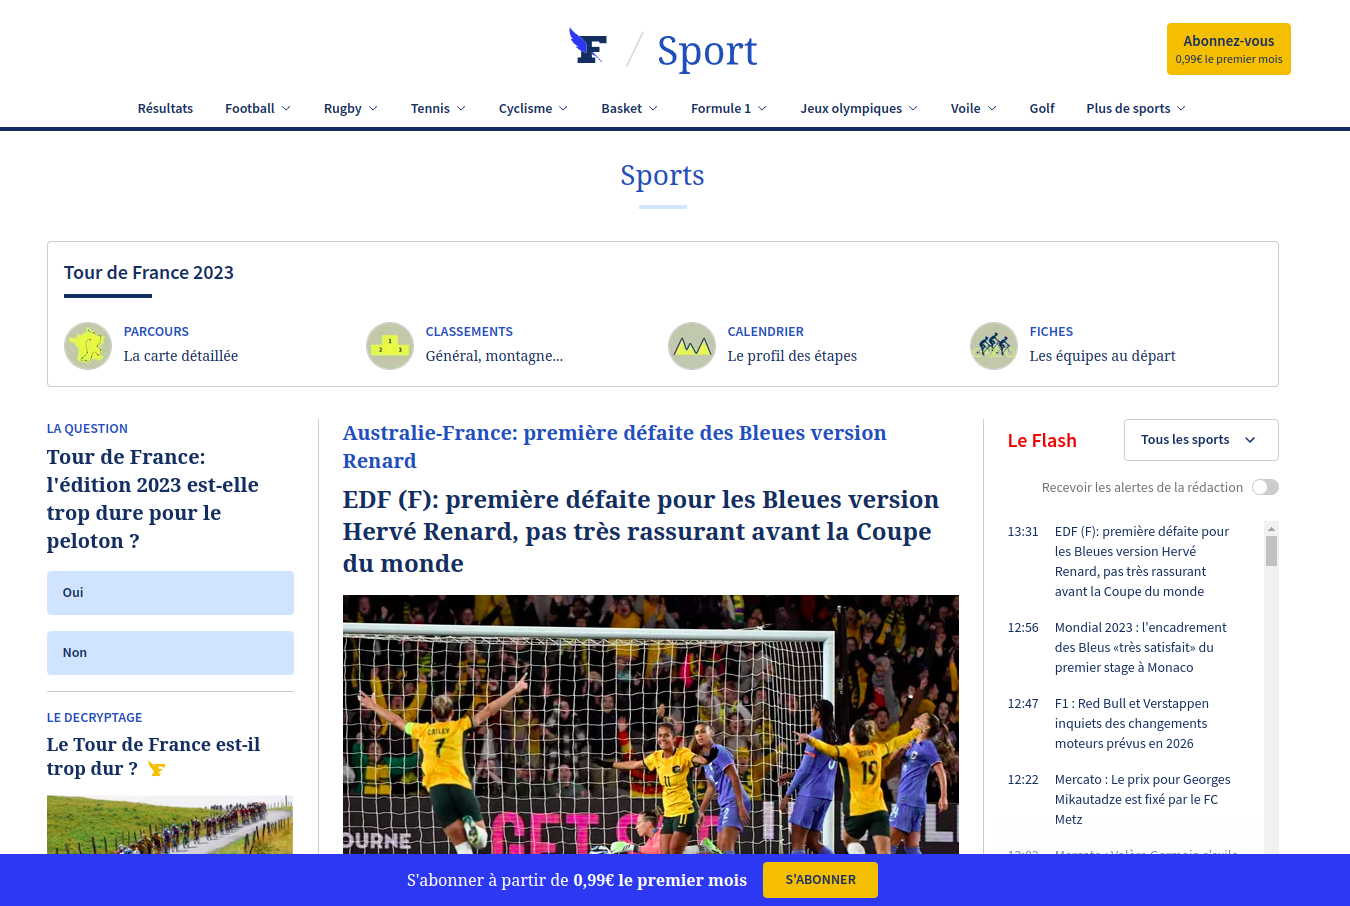 F / Sport
Abonnez-vous
0,99€ le premier mois
Résultats Football Rugby Tennis Cyclisme Basket Formule 1 Jeux olympiques Voile Golf Plus de sports
Sports
Tour de France 2023
PARCOURS
La carte détaillée
CLASSEMENTS
Général, montagne...
CALENDRIER
Le profil des étapes
FICHES
Les équipes au départ
1
2 3
LA QUESTION
Tour de France:
l'édition 2023 est-elle
trop dure pour le
peloton ?
Oui
Non
LE DECRYPTAGE
Le Tour de France est-il
trop dur ?
Australie-France: première défaite des Bleues version
Renard
EDF (F): première défaite pour les Bleues version
Hervé Renard, pas très rassurant avant la Coupe
du monde
7
11
19
OURNE
Le Flash
Tous les sports
Recevoir les alertes de la rédaction
13:31 EDF (F): première défaite pour
les Bleues version Hervé
Renard, pas très rassurant
avant la Coupe du monde
12:56 Mondial 2023 : l'encadrement
des Bleus «très satisfait» du
premier stage à Monaco
12:47 F1 : Red Bull et Verstappen
inquiets des changements
moteurs prévus en 2026
12:22 Mercato : Le prix pour Georges
Mikautadze est fixé par le FC
Metz
S'abonner à partir de 0,99€ le premier mois
S'ABONNER